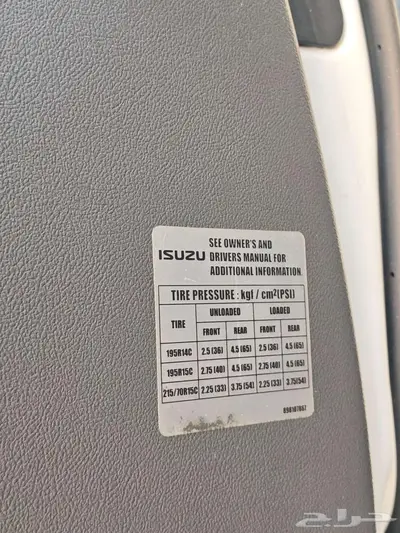 SEE OWNER'S AND
ISUZU DRIVERS MANUAL FOR
ADDITIONAL INFORMATION
TIRE PRESSURE : kgf / cm²(PSI)
TIRE UNLOADED LOADED
FRONT REAR FRONT REAR
195R14C 2.5 (36) 4.5 (65) 2.5 (36) 4.5 (65)
195R15C 2.75 (40) 4.5 (65) 2.75 (40) 4.5 (65)
215/70R15C 2.25 (33) 3.75 (54) 2.25 (33) 3.75(54)
حراج